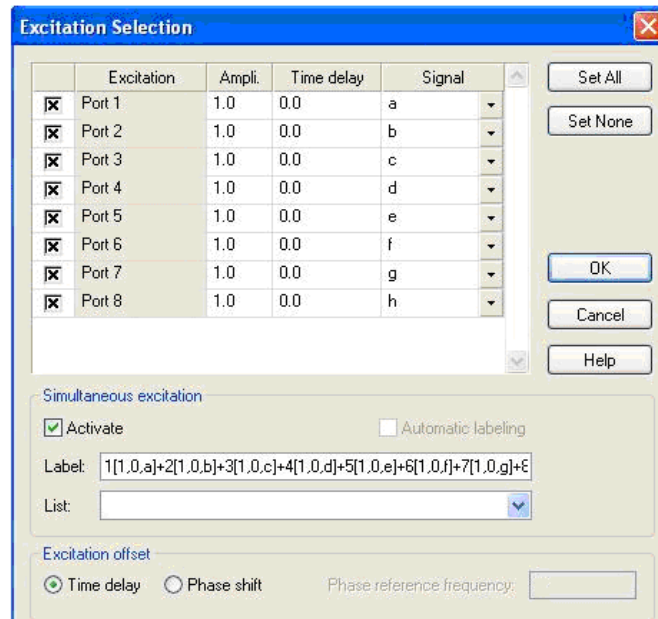 Excitation Selection
Excitation Ampli. Time delay Signal
Set All
Port 1 1.0 0.0 a
Port 2 1.0 0.0 b
Set None
Port 3 1.0 0.0 c
Port 4 1.0 0.0 d
Port 5 1.0 0.0 e
Port 6 1.0 0.0 f
Port 7 1.0 0.0 g
OK
Port 8 1.0 0.0 h
Cancel
Help
Simultaneous excitation
Activate Automatic labeling
Label: 1[1,0,a]+2[1,0,b]+3[1,0,c]+4[1,0,d]+5[1,0,e]+6[1,0,f]+7[1,0,g]+8
List:
Excitation offset
Time delay Phase shift Phase reference frequency: